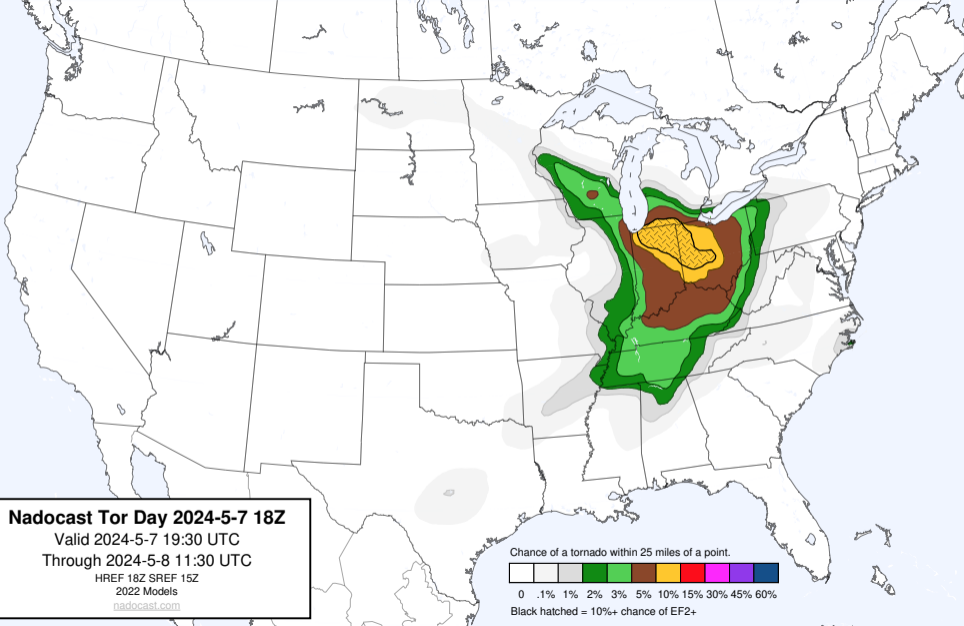 Nadocast Tor Day 2024-5-7 18Z
Valid 2024-5-7 19:30 UTC
Through 2024-5-8 11:30 UTC
HREF 18Z SREF 15Z
2022 Models
nadocast.com
Chance of a tornado within 25 miles of a point.
0 .1% 1% 2% 3% 5% 10% 15% 30% 45% 60%
Black hatched = 10%+ chance of EF2+